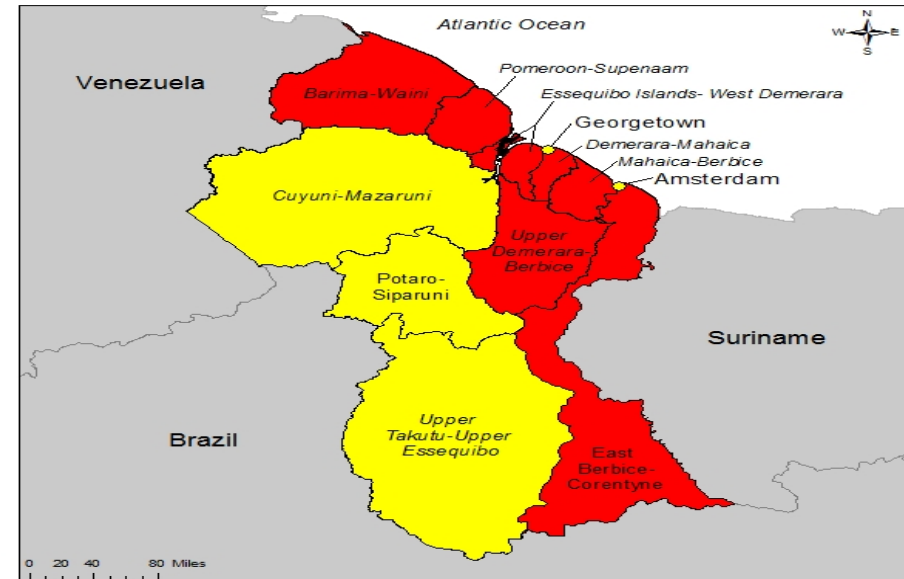 Atlantic Ocean
N
W E
S
Venezuela
Pomeroon-Supenaam
Barima-Waini
Essequibo Islands- West Demerara
Georgetown
Demerara-Mahaica
Mahaica-Berbice
Amsterdam
Cuyuni-Mazaruni
Upper
Demerara-
Berbice
Potaro-
Siparuni
Suriname
Upper
Takutu-Upper
Essequibo
Brazil
East
Berbice-
Corentyne
0 20 40 80 Miles